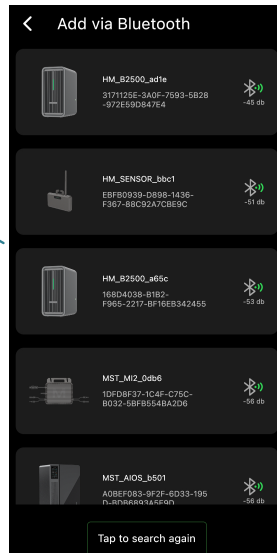 Add via Bluetooth
HM_B2500_ad1e
3171125E-3A0F-7593-5B28
-972E59D847E4
-45 db
HM_SENSOR_bbc1
EBFB0939-D898-1436-
F367-88C92A7CBE9C
-51 db
HM_B2500_a65c
168D4038-B1B2-
F965-2217-BF16EB342455
-53 db
MST_MI2_0db6
1DFD8F37-1C4F-C75C-
B032-5BFB554BA2D6
-56 db
MST_AIOS_b501
A0BEF083-9F2F-6D33-195
D-BDB6893A5F9D
-56 db
Tap to search again